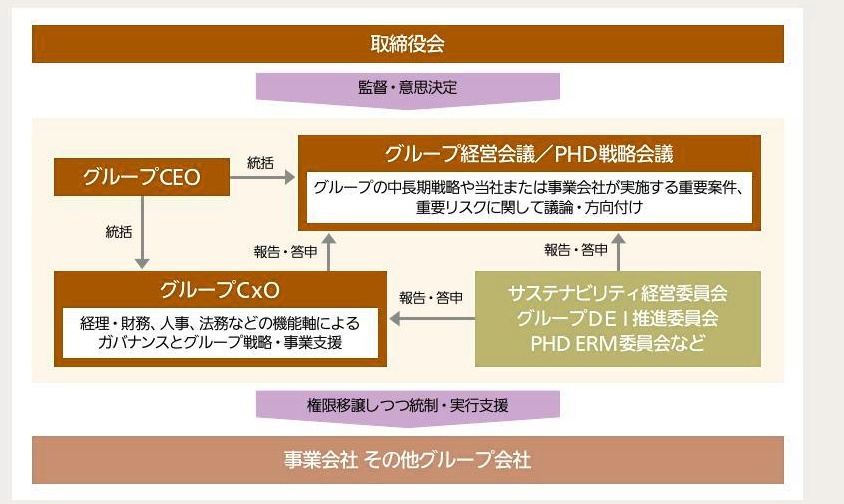 取締役会
監督・意思決定
グループ経営会議／PHD戦略会議
グループCEO
統括
グループの中長期戦略や当社または事業会社が実施する重要案件、
重要リスクに関して議論・方向付け
統括
報告・答申
報告・答申
グループCxO
経理・財務、人事、法務などの機能軸による
ガバナンスとグループ戦略・事業支援
報告・答申
サステナビリティ経営委員会
グループDEI推進委員会
PHD ERM委員会など
権限移譲しつつ統制・実行支援
事業会社 その他グループ会社